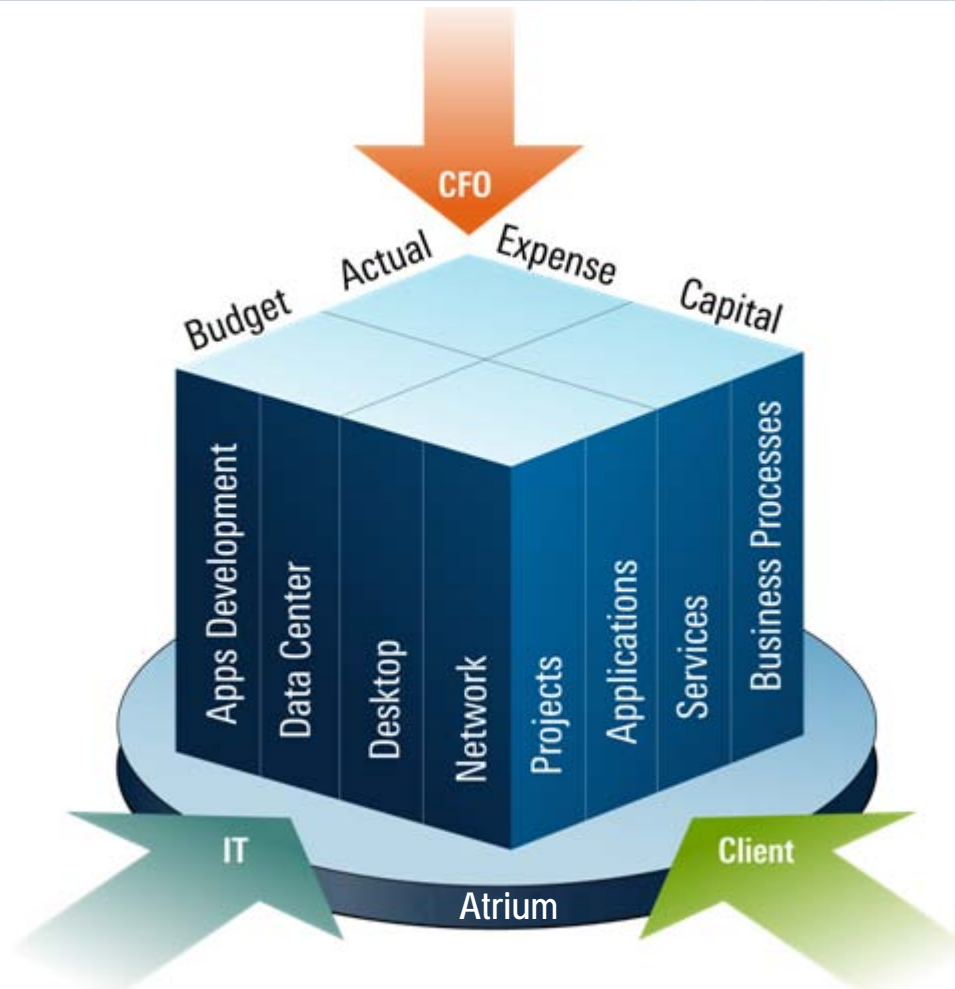 CFO
Budget
Actual
Expense
Capital
Apps Development
Data Center
Desktop
Network
Projects
Applications
Services
Business Processes
IT
Client
Atrium